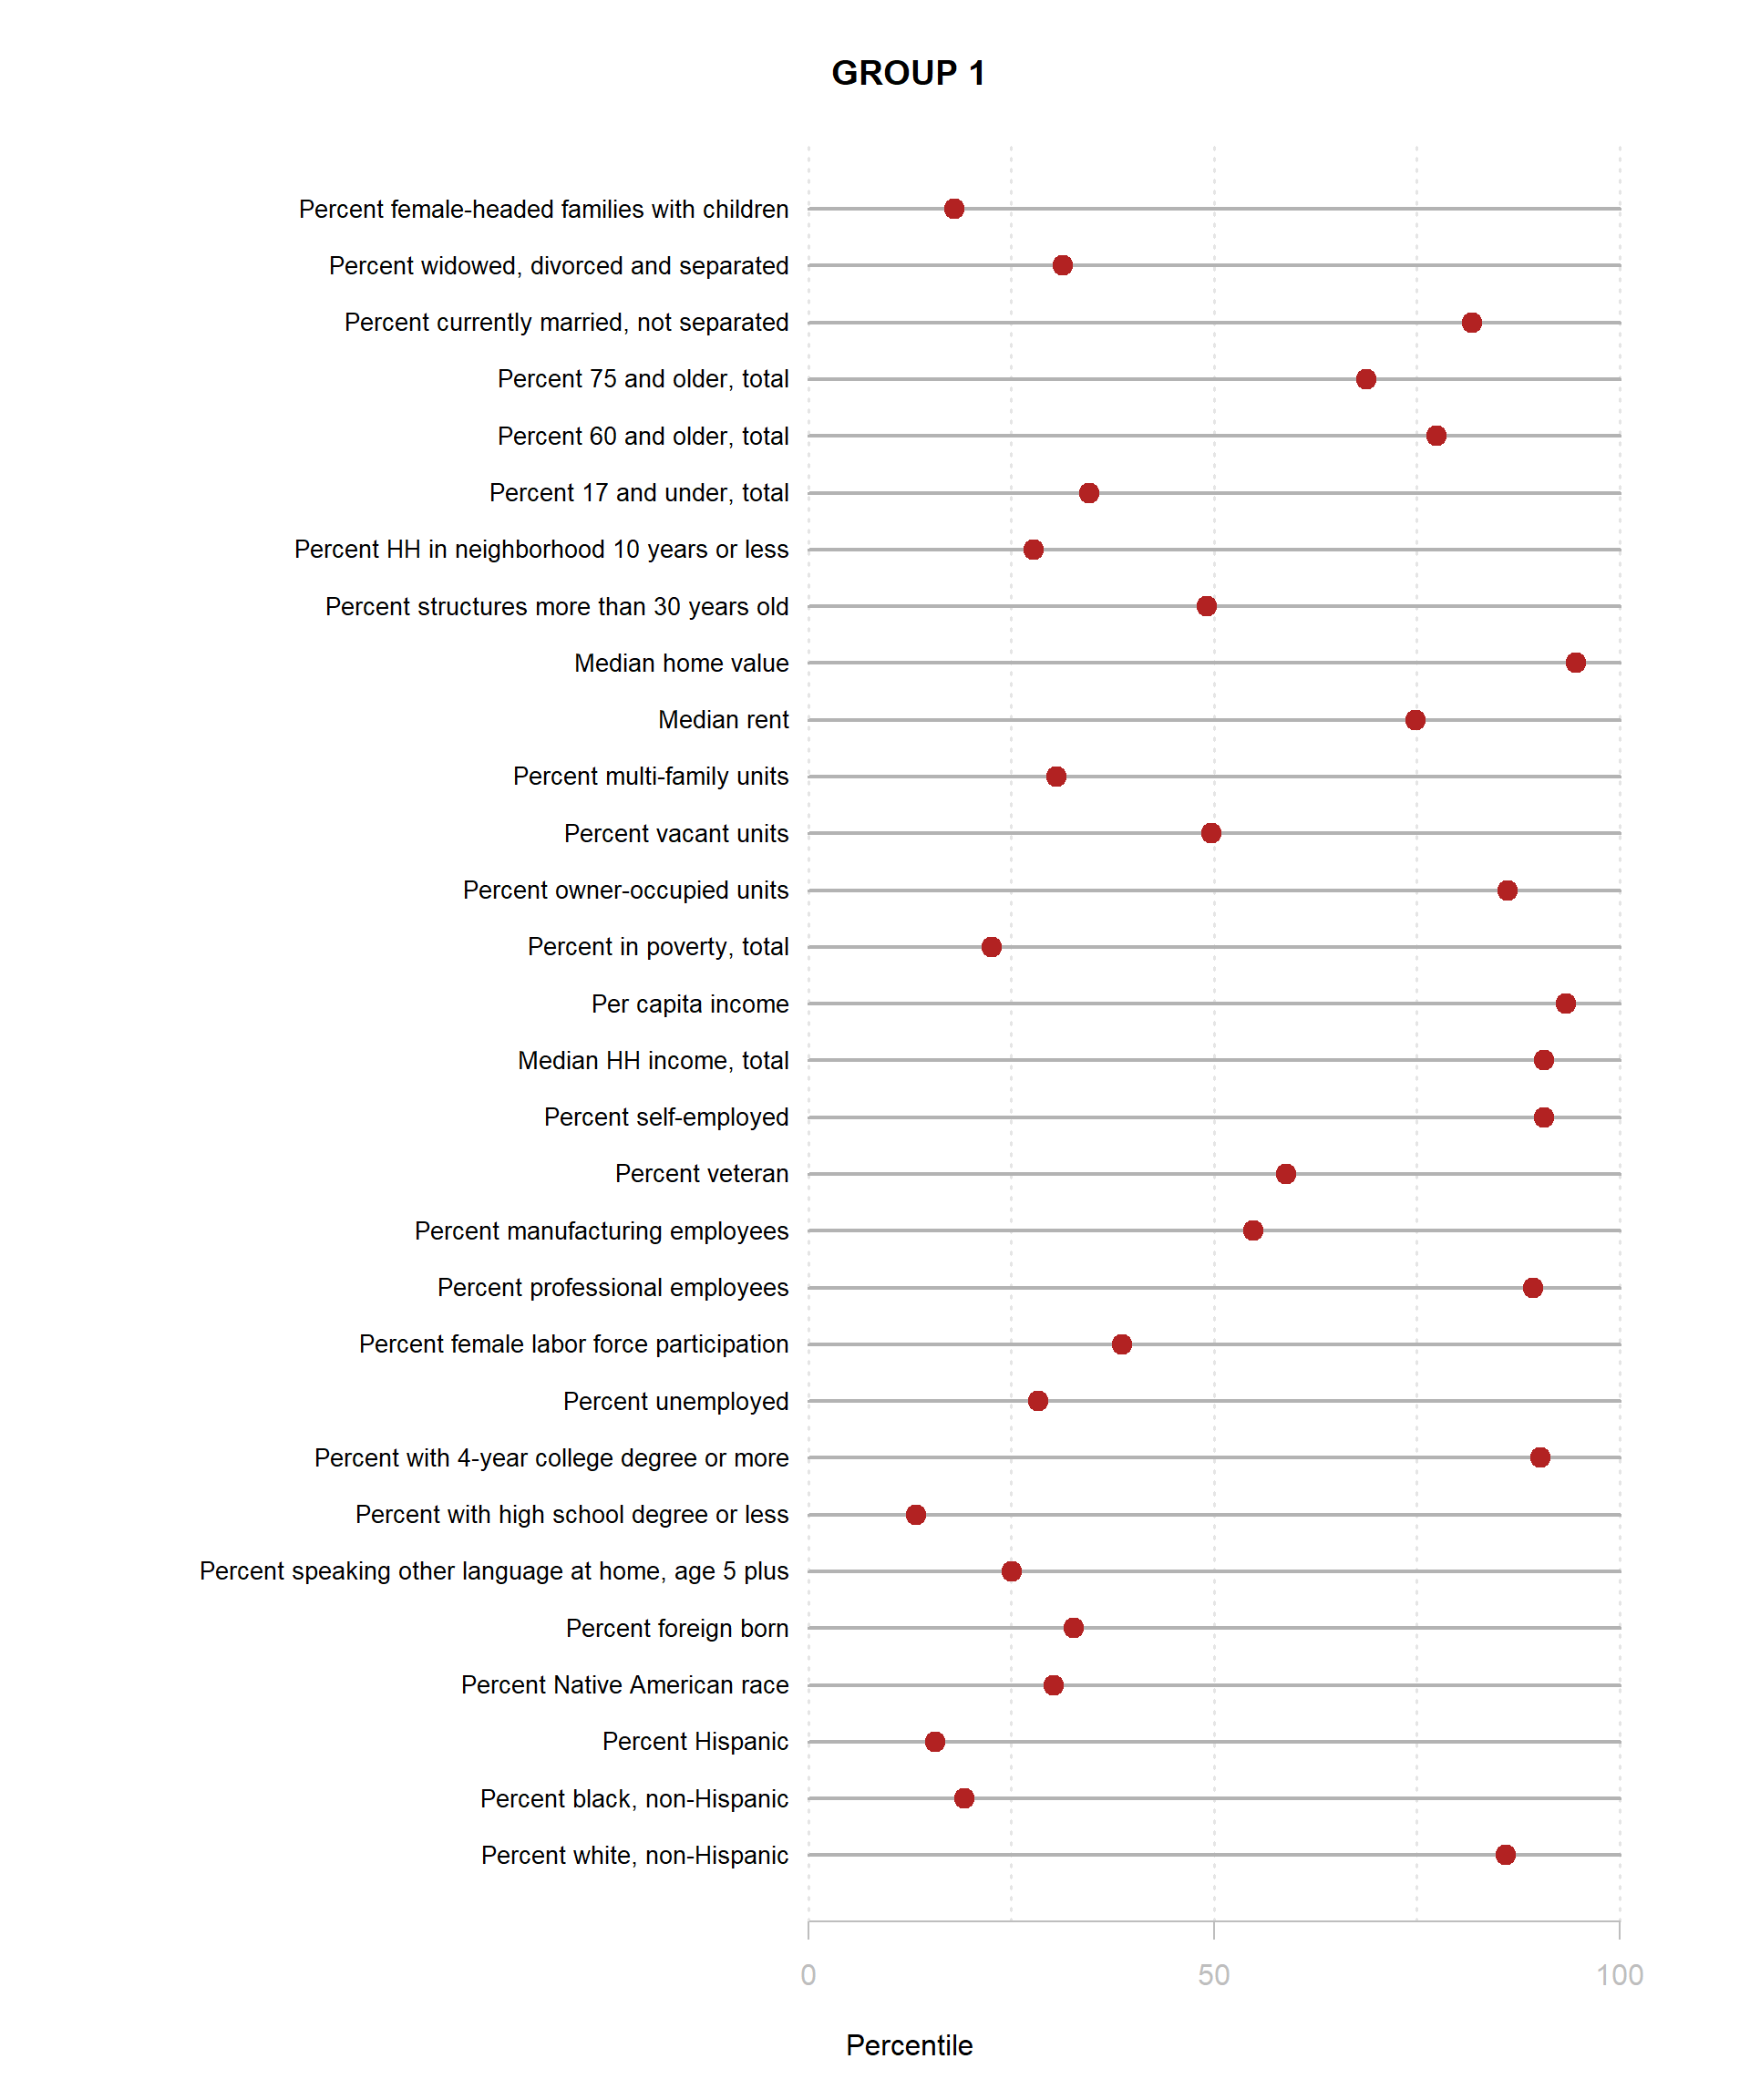 GROUP 1
Percent female-headed families with children
Percent widowed, divorced and separated
Percent currently married, not separated
Percent 75 and older, total
Percent 60 and older, total
Percent 17 and under, total
Percent HH in neighborhood 10 years or less
Percent structures more than 30 years old
Median home value
Median rent
Percent multi-family units
Percent vacant units
Percent owner-occupied units
Percent in poverty, total
Per capita income
Median HH income, total
Percent self-employed
Percent veteran
Percent manufacturing employees
Percent professional employees
Percent female labor force participation
Percent unemployed
Percent with 4-year college degree or more
Percent with high school degree or less
Percent speaking other language at home, age 5 plus
Percent foreign born
Percent Native American race
Percent Hispanic
Percent black, non-Hispanic
Percent white, non-Hispanic
0 50 100
Percentile